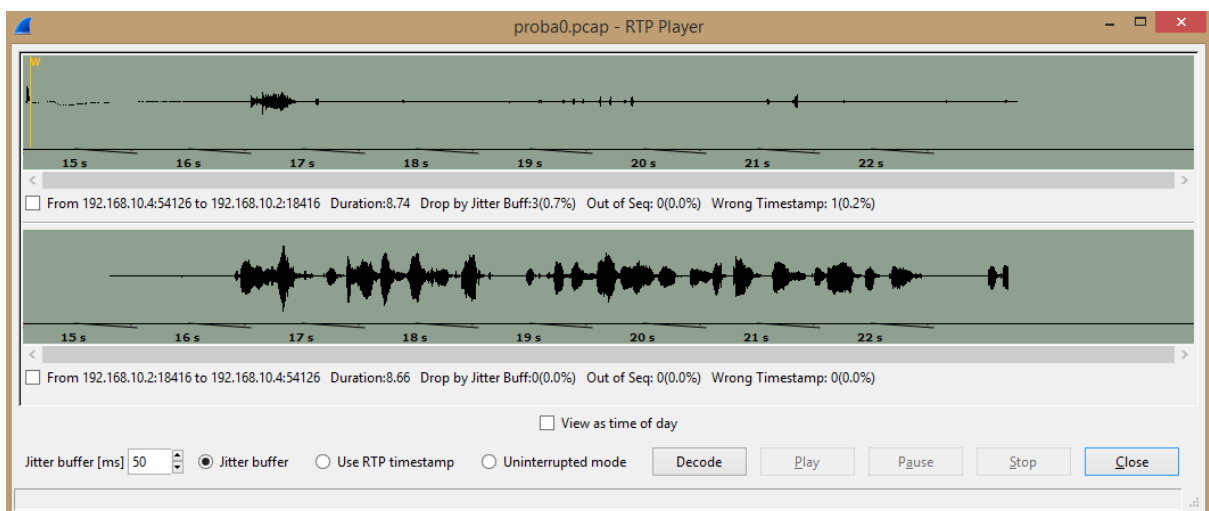 proba0.pcap - RTP Player
W
15 s 16 s 17 s 18 s 19 s 20 s 21 s 22 s
From 192.168.10.4:54126 to 192.168.10.2:18416 Duration:8.74 Drop by Jitter Buff:3(0.7%) Out of Seq: 0(0.0%) Wrong Timestamp: 1(0.2%)
15 s 16 s 17 s 18 s 19 s 20 s 21 s 22 s
From 192.168.10.2:18416 to 192.168.10.4:54126 Duration:8.66 Drop by Jitter Buff:0(0.0%) Out of Seq: 0(0.0%) Wrong Timestamp: 0(0.0%)
View as time of day
Jitter buffer [ms] 50 Jitter buffer Use RTP timestamp Uninterrupted mode Decode Play Pause Stop Close